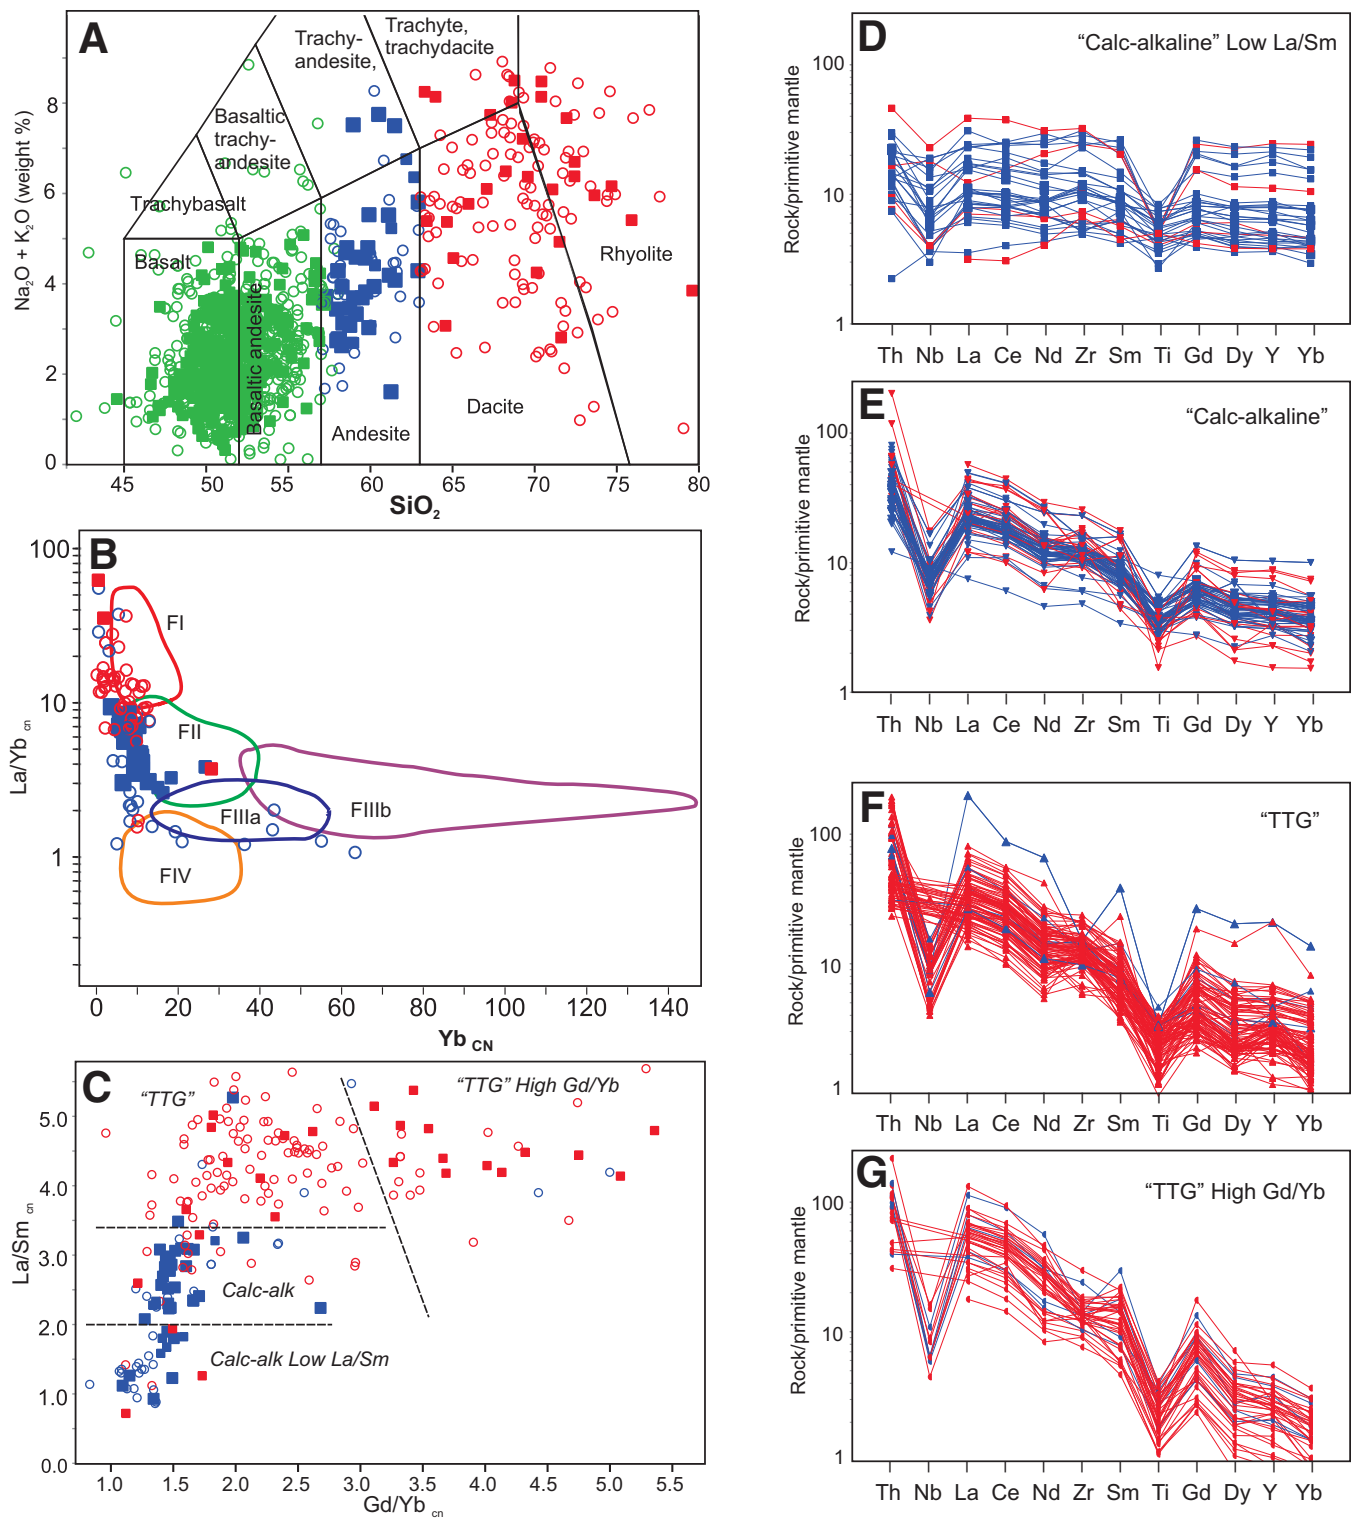 A
Trachyte,
trachydacite
Trachy-
andesite,
Basaltic
trachy-
andesite
Trachybasalt
Basalt
Basaltic andesite
Andesite
Dacite
Rhyolite
Na2O + K2O (weight %)
8
6
4
2
0
45 50 55 60 65 70 75 80
SiO2
B
FI
FII
FIIIa
FIIIb
FIV
La/Yb cn
100
10
1
0 20 40 60 80 100 120 140
Yb CN
C
"TTG"
"TTG" High Gd/Yb
Calc-alk
Calc-alk Low La/Sm
La/Sm cn
5.0
4.0
3.0
2.0
1.0
0.0
1.0 1.5 2.0 2.5 3.0 3.5 4.0 4.5 5.0 5.5
Gd/Yb cn
D
“Calc-alkaline” Low La/Sm
Rock/primitive mantle
100
10
1
Th Nb La Ce Nd Zr Sm Ti Gd Dy Y Yb
E
“Calc-alkaline”
Rock/primitive mantle
100
10
1
Th Nb La Ce Nd Zr Sm Ti Gd Dy Y Yb
F
“TTG”
Rock/primitive mantle
100
10
1
Th Nb La Ce Nd Zr Sm Ti Gd Dy Y Yb
G
“TTG” High Gd/Yb
Rock/primitive mantle
100
10
1
Th Nb La Ce Nd Zr Sm Ti Gd Dy Y Yb